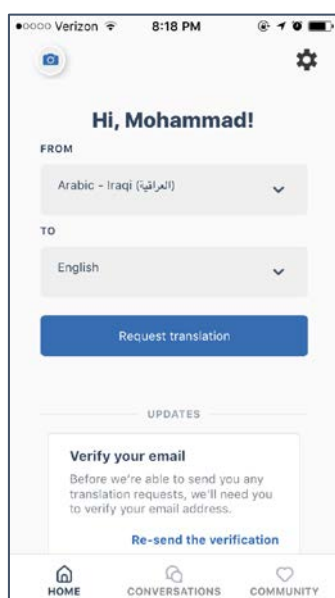 Verizon 8:18 PM
Hi, Mohammad!
FROM
Arabic - Iraqi (العراقية)
TO
English
Request translation
UPDATES
Verify your email
Before we're able to send you any
translation requests, we'll need you
to verify your email address.
Re-send the verification
HOME CONVERSATIONS COMMUNITY